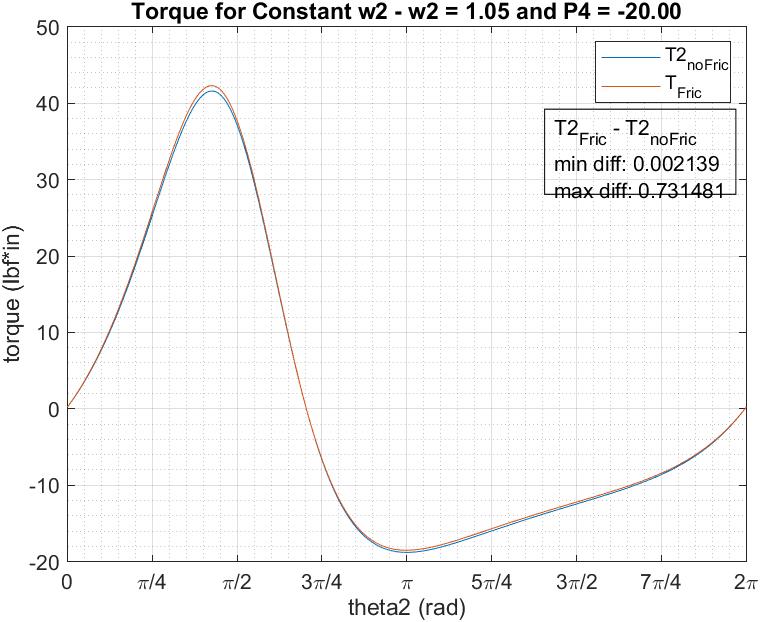 Torque for Constant w2 - w2 = 1.05 and P4 = -20.00
50
40
30
20
10
0
-10
-20
torque (lbf*in)
T2noFric
TFric
T2Fric - T2noFric
min diff: 0.002139
max diff: 0.731481
0 π/4 π/2 3π/4 π 5π/4 3π/2 7π/4 2π
theta2 (rad)